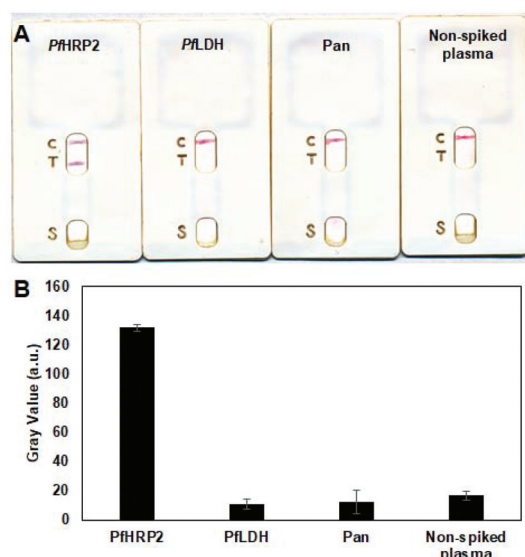 A
PfHRP2
PfLDH
Pan
Non-spiked
plasma
C
T
S
C
T
S
C
T
S
C
T
S
B
160
140
120
100
80
60
40
20
0
Gray Value (a.u.)
PfHRP2
PfLDH
Pan
Non-spiked
plasma